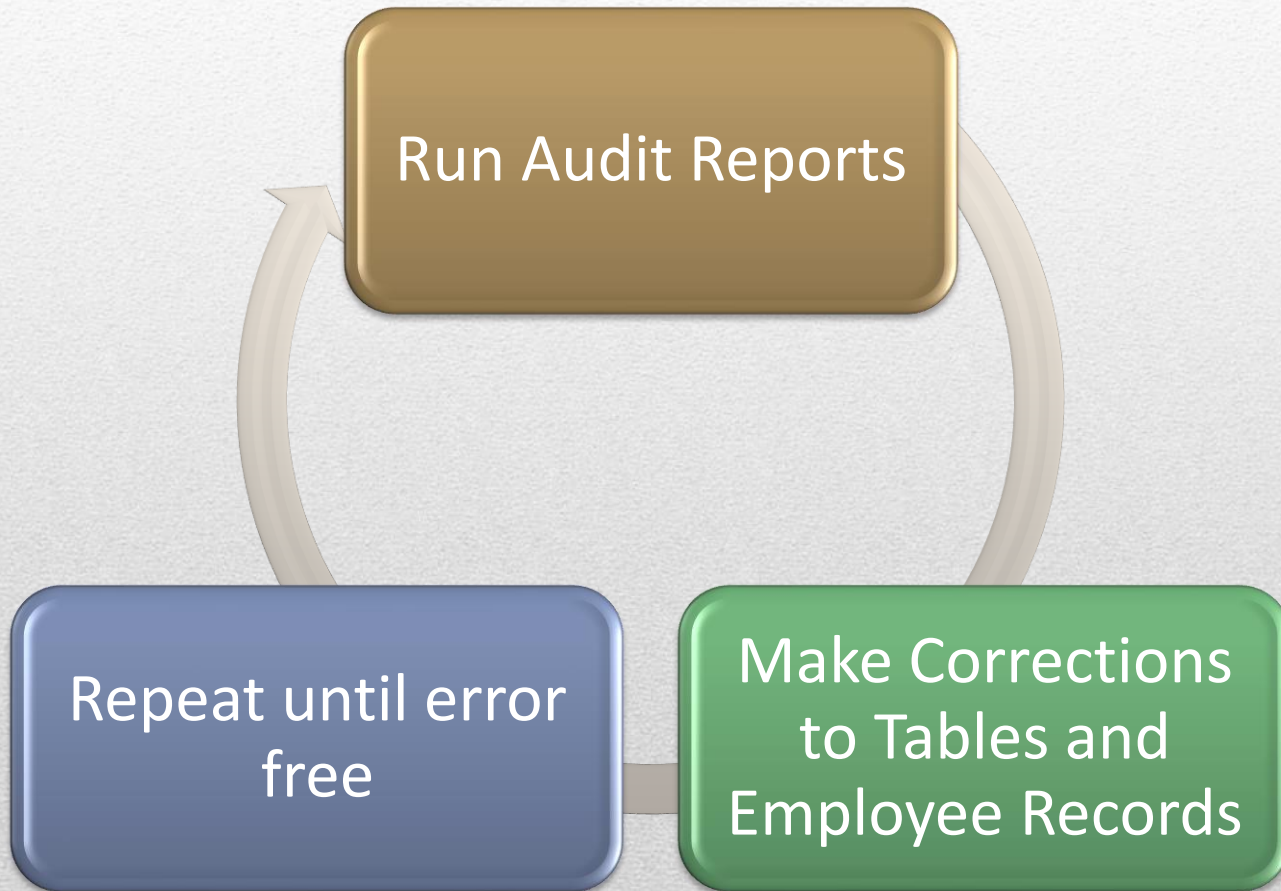 Run Audit Reports
Make Corrections
to Tables and
Employee Records
Repeat until error
free